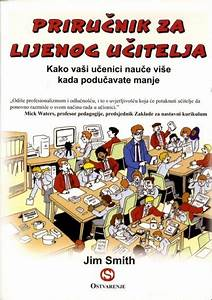 PRIRUČNIK ZA
LIJENOG UČITELJA
Kako vaši učenici nauče više
kada podučavate manje
„Odiše profesionalizmom i odlučnošću, i to s uvjerljivošću koja će potaknuti učitelje da
ponovno razmisle o svom načinu rada u učionici.”
Mick Waters, profesor pedagogije, predsjednik Zaklade za nastavni kurikulum
Jim Smith
OSTVARENJE